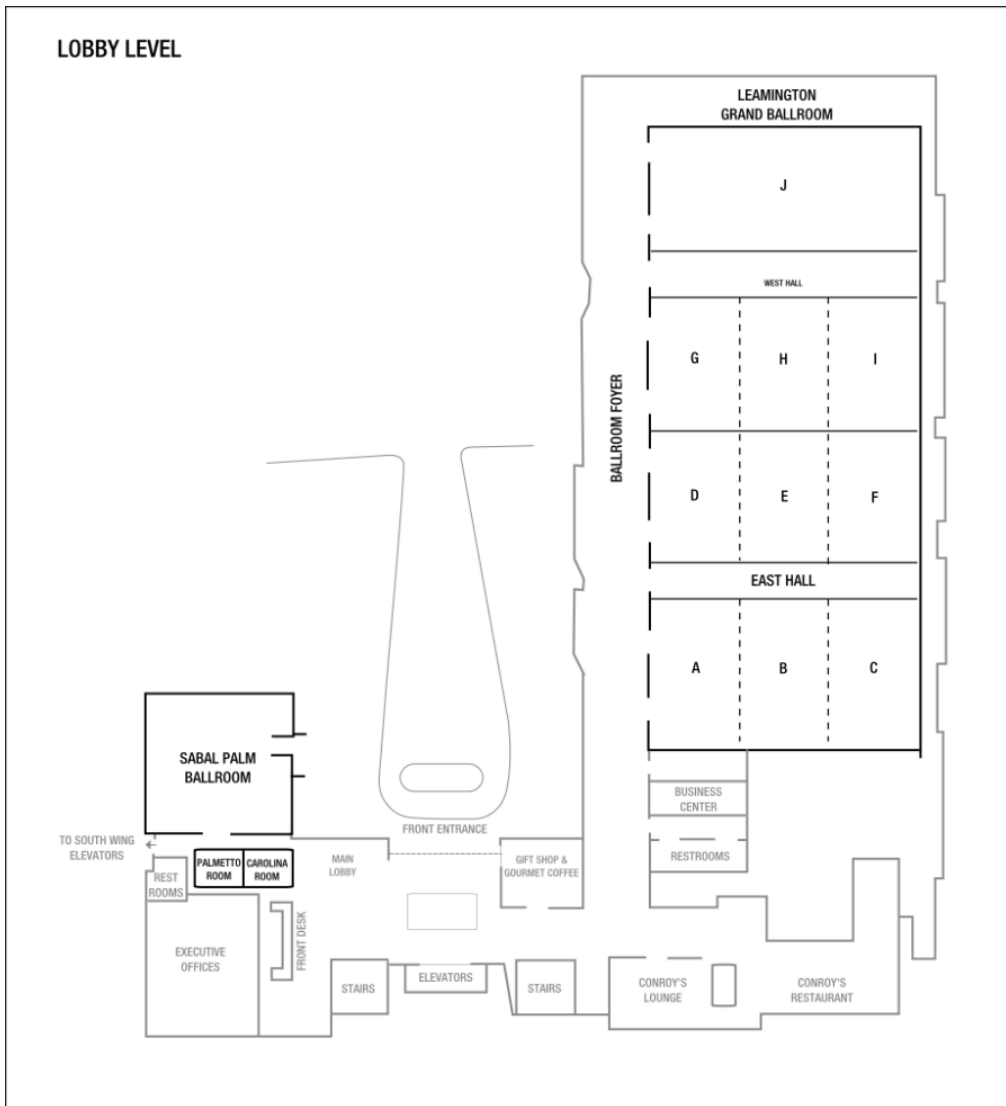 LOBBY LEVEL
LEAMINGTON
GRAND BALLROOM
J
WEST HALL
G
H
I
BALLROOM FOYER
D
E
F
EAST HALL
A
B
C
SABAL PALM
BALLROOM
BUSINESS
CENTER
FRONT ENTRANCE
TO SOUTH WING
ELEVATORS
RESTROOMS
PALMETTO
ROOM
CAROLINA
ROOM
MAIN
LOBBY
GIFT SHOP &
GOURMET COFFEE
REST
ROOMS
FRONT DESK
EXECUTIVE
OFFICES
STAIRS
ELEVATORS
STAIRS
CONROY'S
LOUNGE
CONROY'S
RESTAURANT